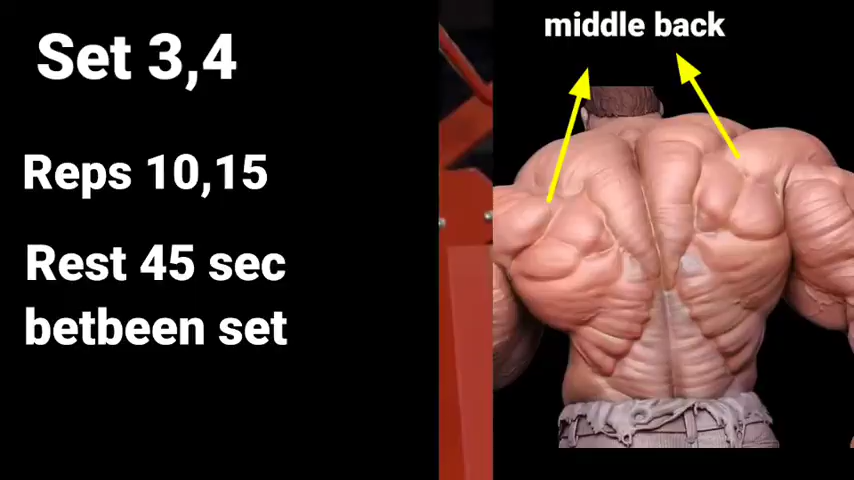 Set 3,4
Reps 10,15
Rest 45 sec
betbeen set
middle back